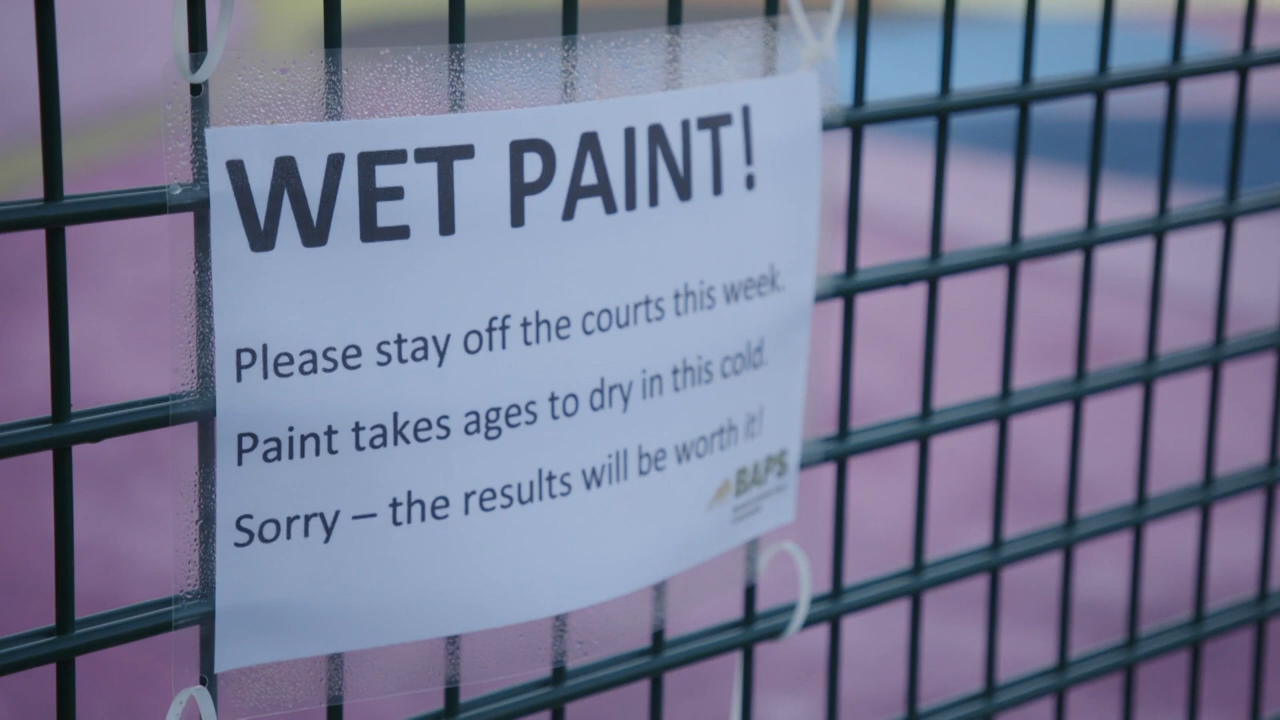 WET PAINT!
Please stay off the courts this week.
Paint takes ages to dry in this cold.
Sorry – the results will be worth it!
BAPS